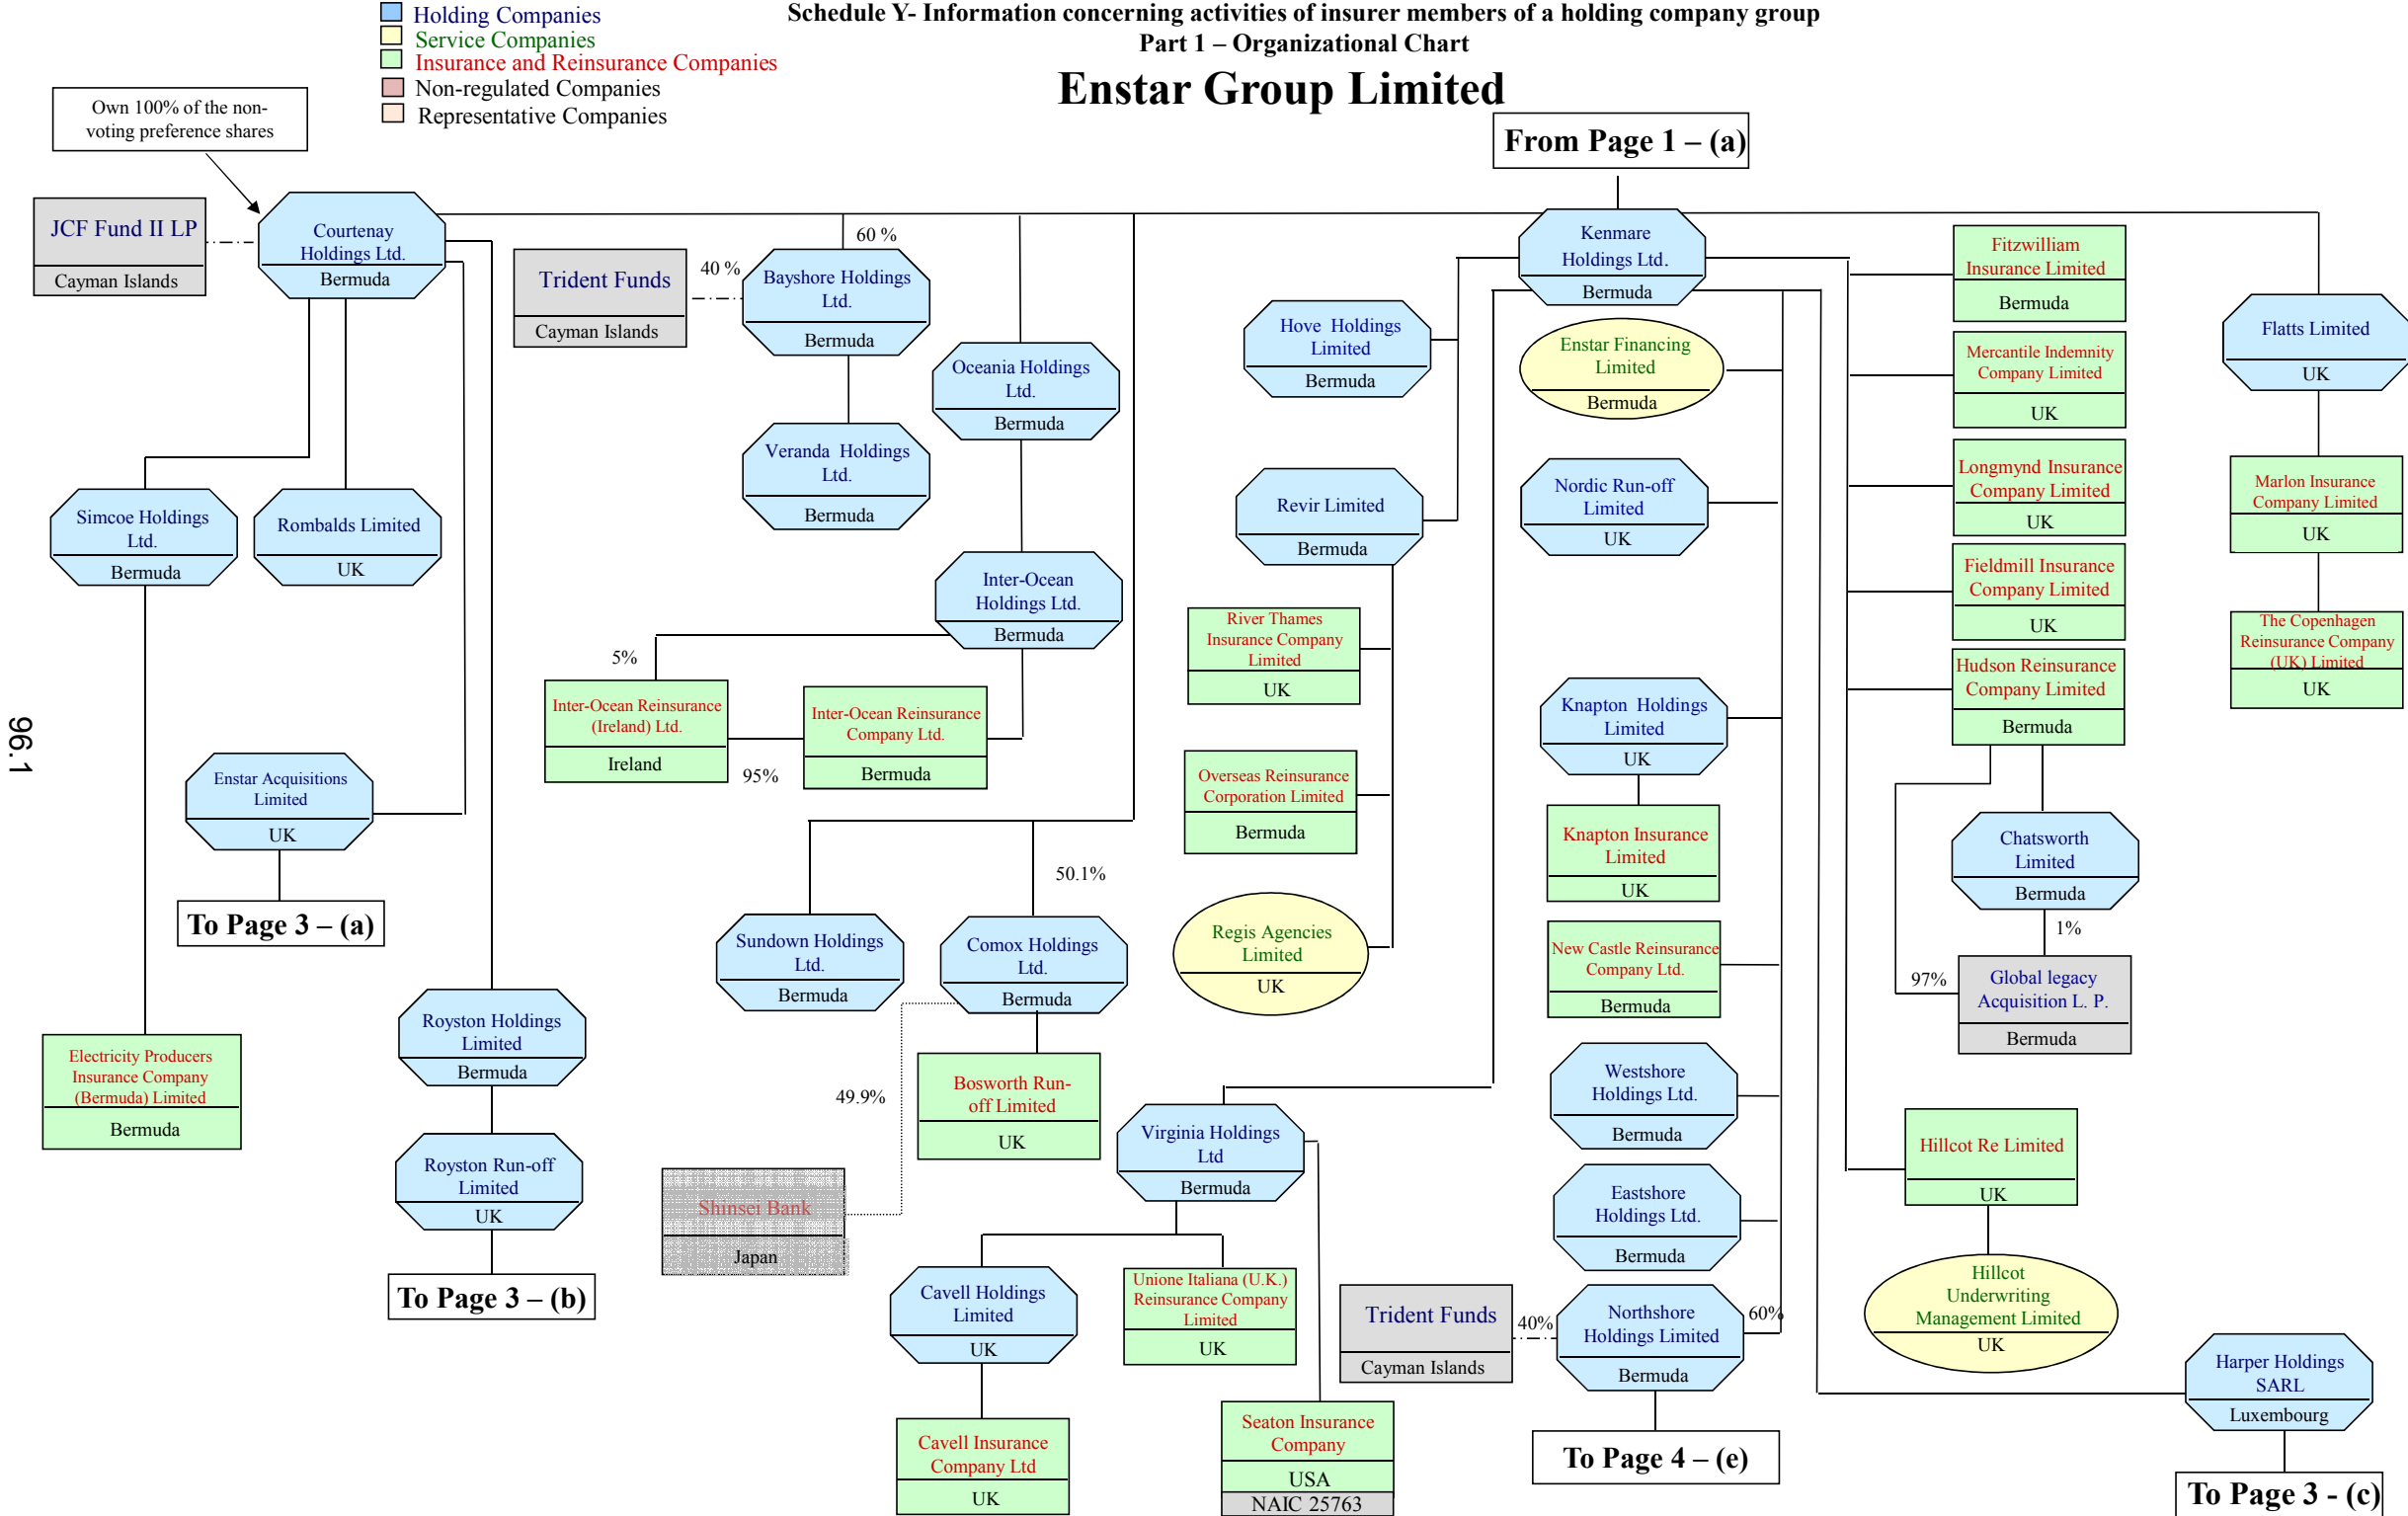 Schedule Y- Information concerning activities of insurer members of a holding company group
Part 1 – Organizational Chart
Enstar Group Limited
Holding Companies
Service Companies
Insurance and Reinsurance Companies
Non-regulated Companies
Representative Companies
Own 100% of the non-
voting preference shares
From Page 1 – (a)
JCF Fund II LP
Cayman Islands
Courtenay
Holdings Ltd.
Bermuda
Trident Funds
Cayman Islands
40 %
60 %
Bayshore Holdings
Ltd.
Bermuda
Veranda Holdings
Ltd.
Bermuda
Oceania Holdings
Ltd.
Bermuda
Kenmare
Holdings Ltd.
Bermuda
Hove Holdings
Limited
Bermuda
Enstar Financing
Limited
Bermuda
Fitzwilliam
Insurance Limited
Bermuda
Mercantile Indemnity
Company Limited
UK
Longmynd Insurance
Company Limited
UK
Fieldmill Insurance
Company Limited
UK
Hudson Reinsurance
Company Limited
Bermuda
Flatts Limited
UK
Marlon Insurance
Company Limited
UK
The Copenhagen
Reinsurance Company
(UK) Limited
UK
Simcoe Holdings
Ltd.
Bermuda
Rombalds Limited
UK
Inter-Ocean
Holdings Ltd.
Bermuda
5%
Inter-Ocean Reinsurance
(Ireland) Ltd.
Ireland
95%
Inter-Ocean Reinsurance
Company Ltd.
Bermuda
Revir Limited
Bermuda
Nordic Run-off
Limited
UK
River Thames
Insurance Company
Limited
UK
Overseas Reinsurance
Corporation Limited
Bermuda
Regis Agencies
Limited
UK
Knapton Holdings
Limited
UK
Knapton Insurance
Limited
UK
New Castle Reinsurance
Company Ltd.
Bermuda
Westshore
Holdings Ltd.
Bermuda
Eastshore
Holdings Ltd.
Bermuda
Trident Funds
Cayman Islands
40%
60%
Northshore
Holdings Limited
Bermuda
To Page 4 – (e)
Chatsworth
Limited
Bermuda
1%
97%
Global legacy
Acquisition L. P.
Bermuda
Hillcot Re Limited
UK
Hillcot
Underwriting
Management Limited
UK
Harper Holdings
SARL
Luxembourg
To Page 3 - (c)
96.1
Enstar Acquisitions
Limited
UK
To Page 3 – (a)
Electricity Producers
Insurance Company
(Bermuda) Limited
Bermuda
Royston Holdings
Limited
Bermuda
Royston Run-off
Limited
UK
To Page 3 – (b)
50.1%
Sundown Holdings
Ltd.
Bermuda
Comox Holdings
Ltd.
Bermuda
49.9%
Shinsei Bank
Japan
Bosworth Run-
off Limited
UK
Virginia Holdings
Ltd
Bermuda
Cavell Holdings
Limited
UK
Unione Italiana (U.K.)
Reinsurance Company
Limited
UK
Cavell Insurance
Company Ltd
UK
Seaton Insurance
Company
USA
NAIC 25763